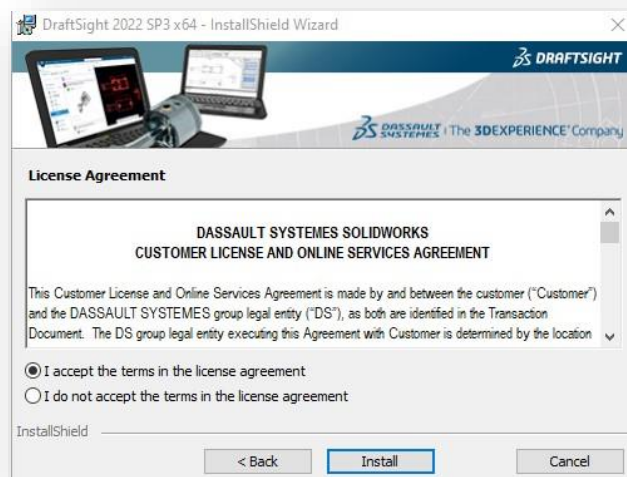 DraftSight 2022 SP3 x64 - InstallShield Wizard
DS DRAFTSIGHT
DS DASSAULT SYSTEMES | The 3DEXPERIENCE® Company
License Agreement
DASSAULT SYSTEMES SOLIDWORKS
CUSTOMER LICENSE AND ONLINE SERVICES AGREEMENT
This Customer License and Online Services Agreement is made by and between the customer (“Customer”)
and the DASSAULT SYSTEMES group legal entity (“DS”), as both are identified in the Transaction
Document. The DS group legal entity executing this Agreement with Customer is determined by the location
I accept the terms in the license agreement
I do not accept the terms in the license agreement
InstallShield
< Back
Install
Cancel